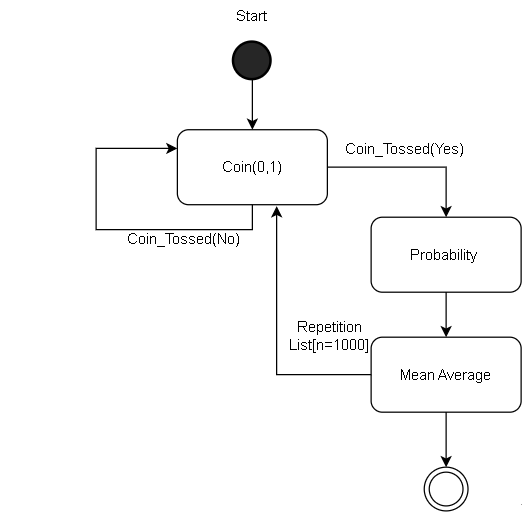 Start
Coin(0,1)
Coin_Tossed(Yes)
Coin_Tossed(No)
Probability
Repetition
List[n=1000]
Mean Average